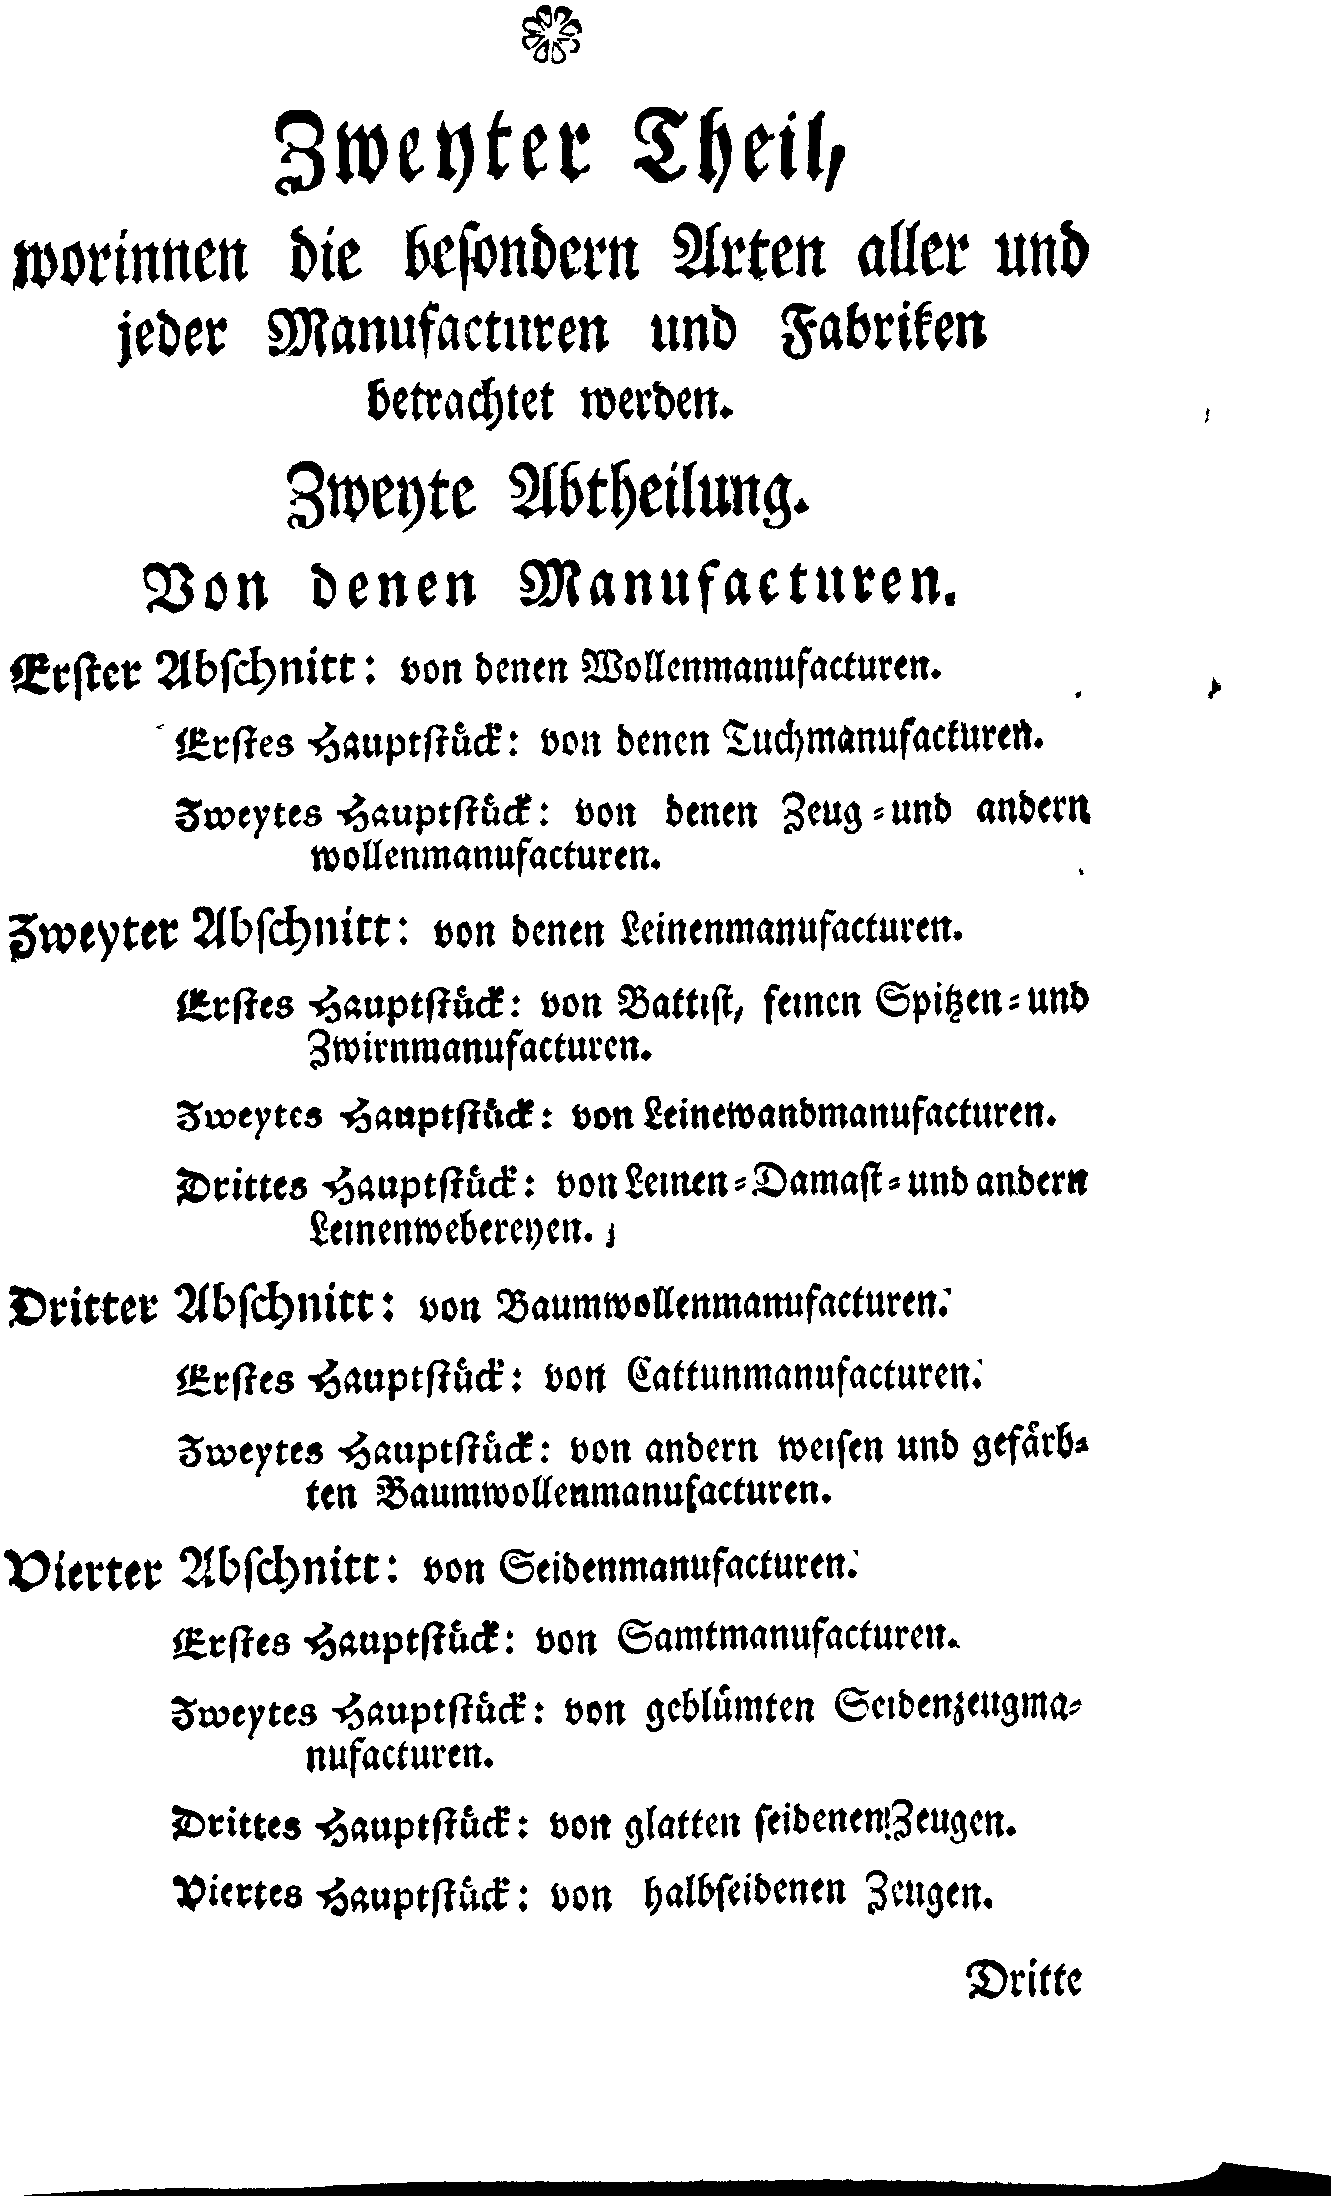 Zweyter Theil,
worinnen die besondern Arten aller und
jeder Manufacturen und Fabriken
betrachtet werden.
Zweyte Abtheilung.
Von denen Manufacturen.
Erster Abschnitt: von denen Wollenmanufacturen.
Erstes Hauptstück: von denen Tuchmanufacturen.
Zweytes Hauptstück: von denen Zeug-und andern
wollenmanufacturen.
Zweyter Abschnitt: von denen Leinenmanufacturen.
Erstes Hauptstück: von Battist, feinen Spitzen-und
Zwirnmanufacturen.
Zweytes Hauptstück: von Leinewandmanufacturen.
Drittes Hauptstück: von Leinen-Damast-und andern
Leinenwebereyen.
Dritter Abschnitt: von Baumwollenmanufacturen.
Erstes Hauptstück: von Cattunmanufacturen.
Zweytes Hauptstück: von andern weisen und gefärb-
ten Baumwollenmanufacturen.
Vierter Abschnitt: von Seidenmanufacturen.
Erstes Hauptstück: von Samtmanufacturen.
Zweytes Hauptstück: von geblümten Seidenzeugma-
nufacturen.
Drittes Hauptstück: von glatten seidenen Zeugen.
Viertes Hauptstück: von halbseidenen Zeugen.
Dritte